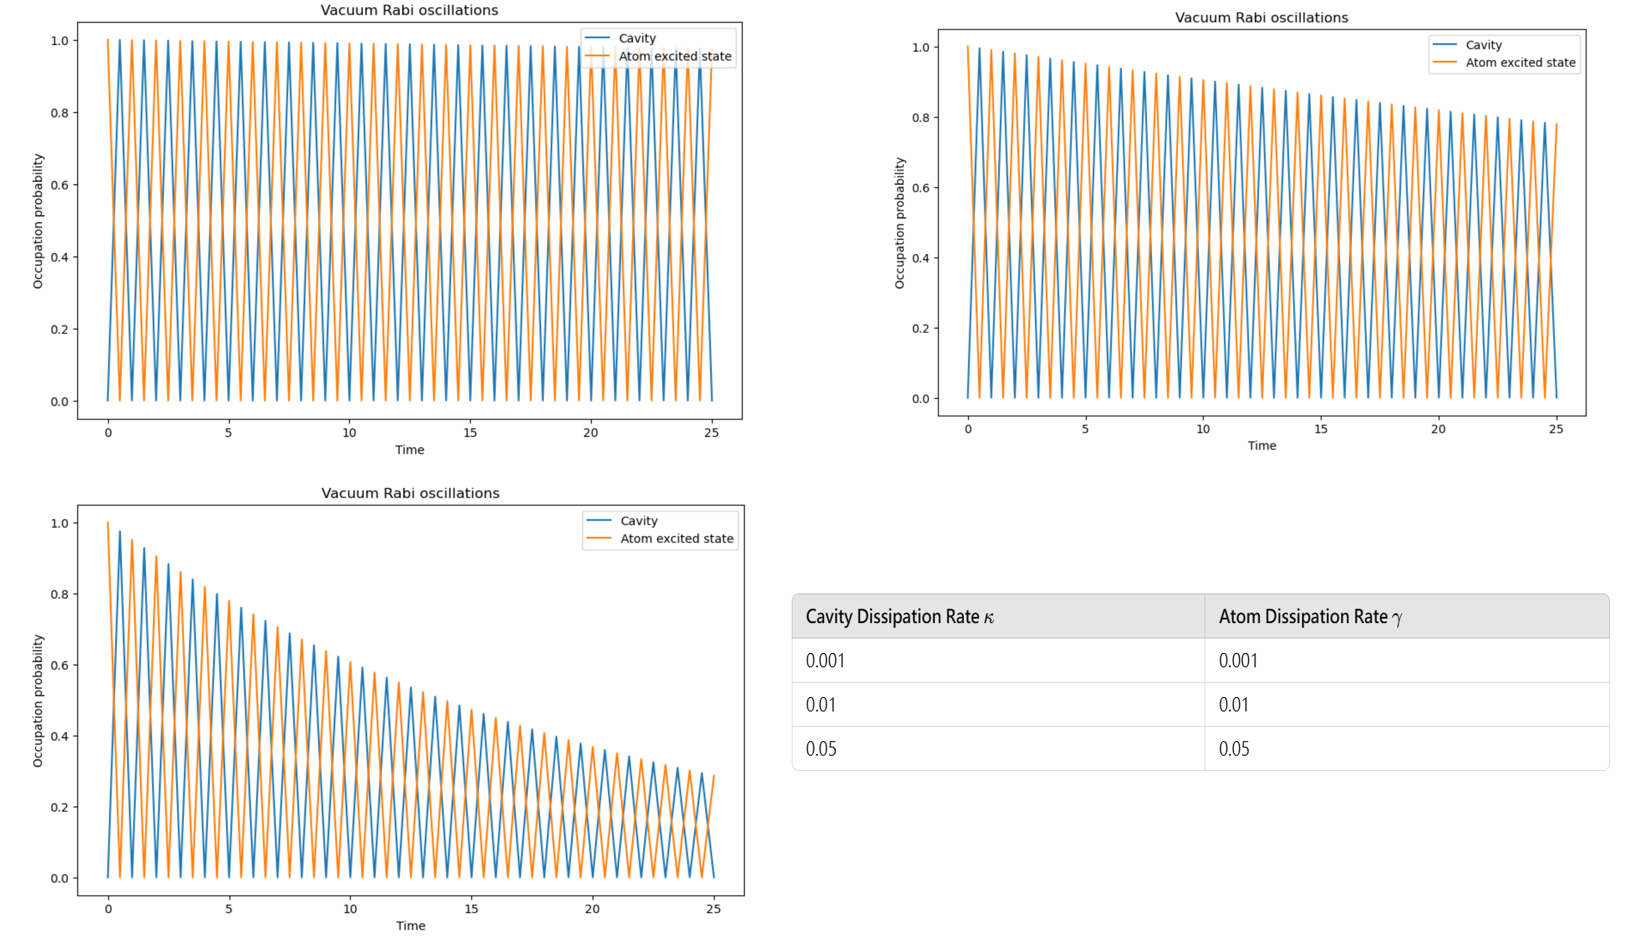 Vacuum Rabi oscillations
1.0
0.8
0.6
0.4
0.2
0.0
Occupation probability
Cavity
Atom excited state
0 5 10 15 20 25
Time
Vacuum Rabi oscillations
1.0
0.8
0.6
0.4
0.2
0.0
Occupation probability
Cavity
Atom excited state
0 5 10 15 20 25
Time
Vacuum Rabi oscillations
1.0
0.8
0.6
0.4
0.2
0.0
Occupation probability
Cavity
Atom excited state
0 5 10 15 20 25
Time
Cavity Dissipation Rate κ Atom Dissipation Rate γ
0.001 0.001
0.01 0.01
0.05 0.05